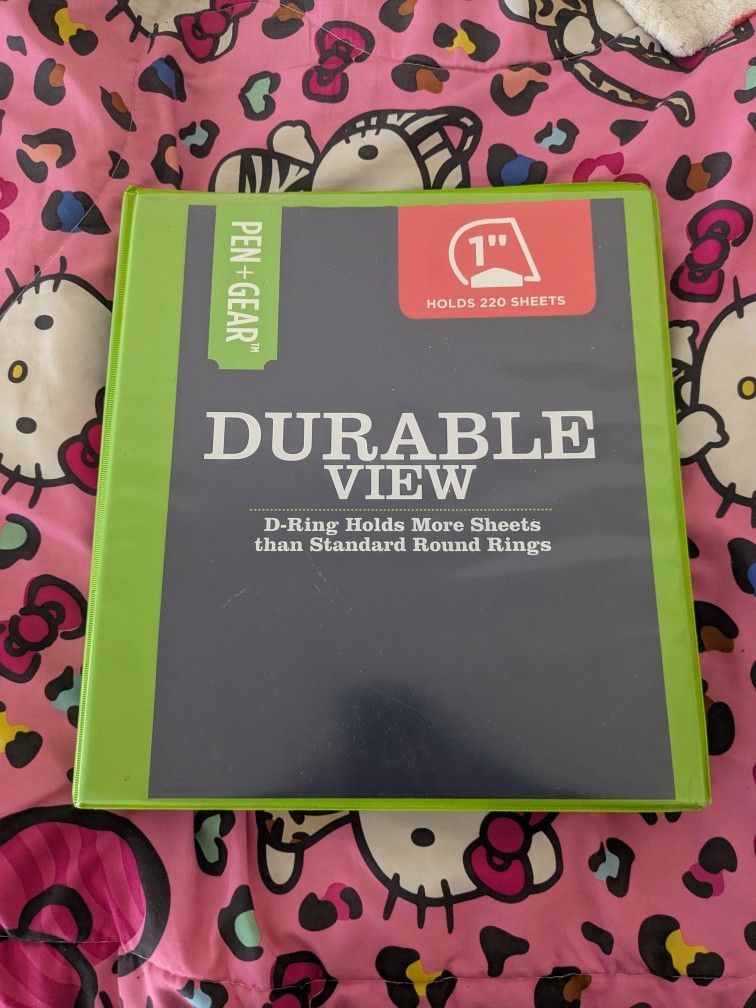 PEN + GEAR™
1"
HOLDS 220 SHEETS
DURABLE
VIEW
D-Ring Holds More Sheets
than Standard Round Rings